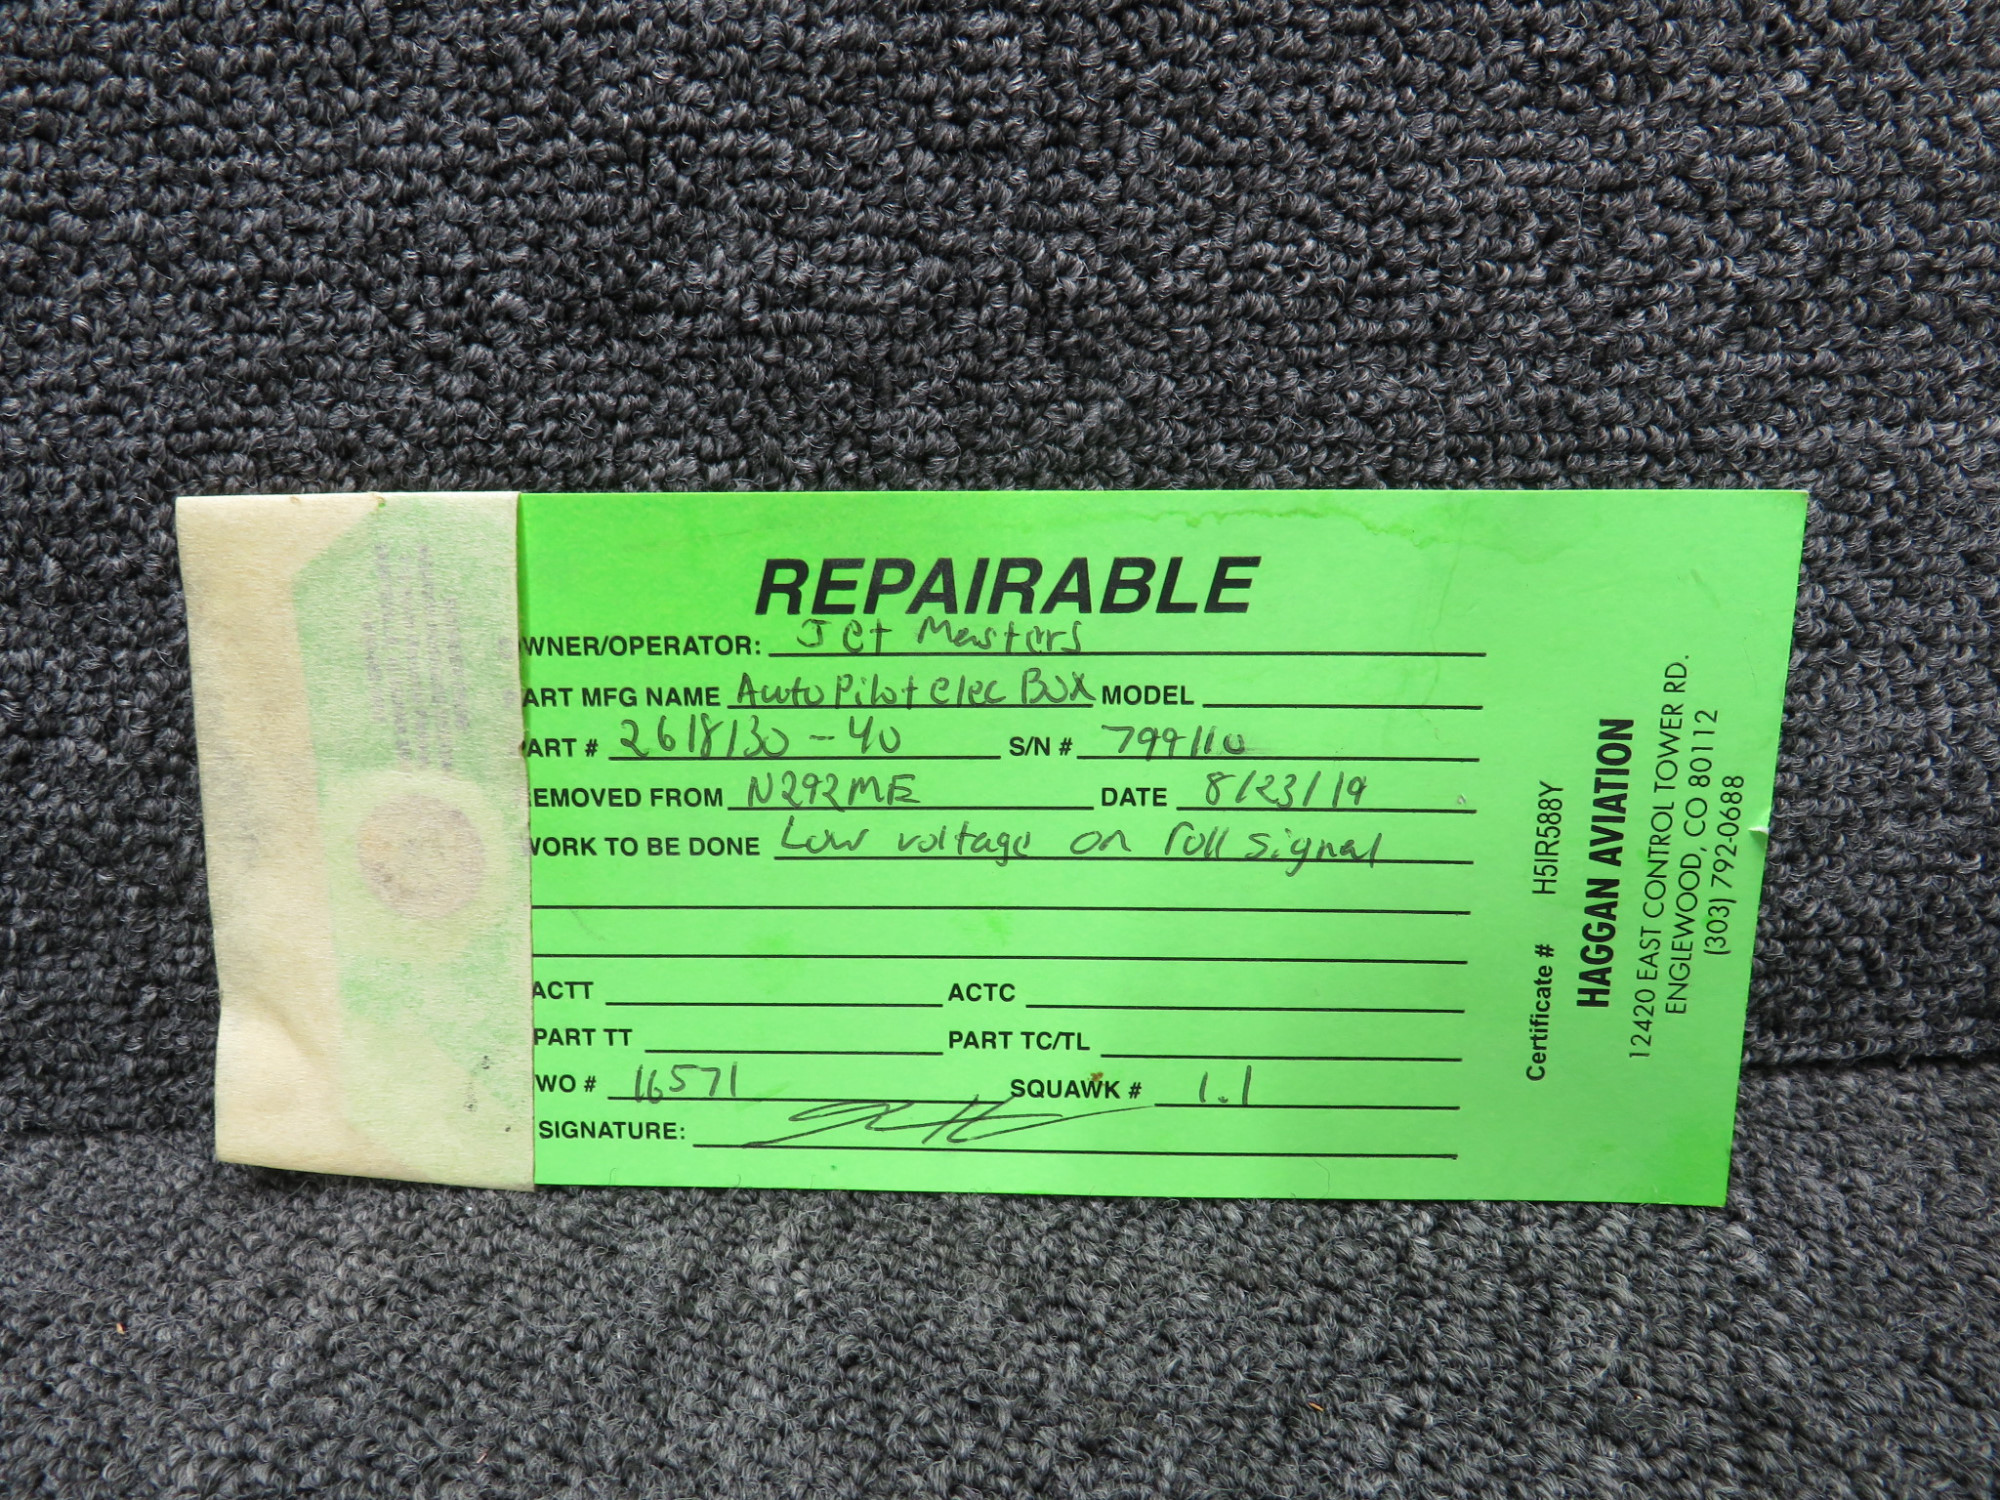 REPAIRABLE
WNER/OPERATOR: Jet Masters
ART MFG NAME Auto Pilot elec Box MODEL
ART # 2618130-40 S/N # 799110
EMOVED FROM N292ME DATE 8/23/19
WORK TO BE DONE Low voltage on roll signal
ACTT ACTC
PART TT PART TC/TL
WO # 16571 SQUAWK # 1.1
SIGNATURE:
Certificate # H5IR588Y
HAGGAN AVIATION
12420 EAST CONTROL TOWER RD.
ENGLEWOOD, CO 80112
(303) 792-0688